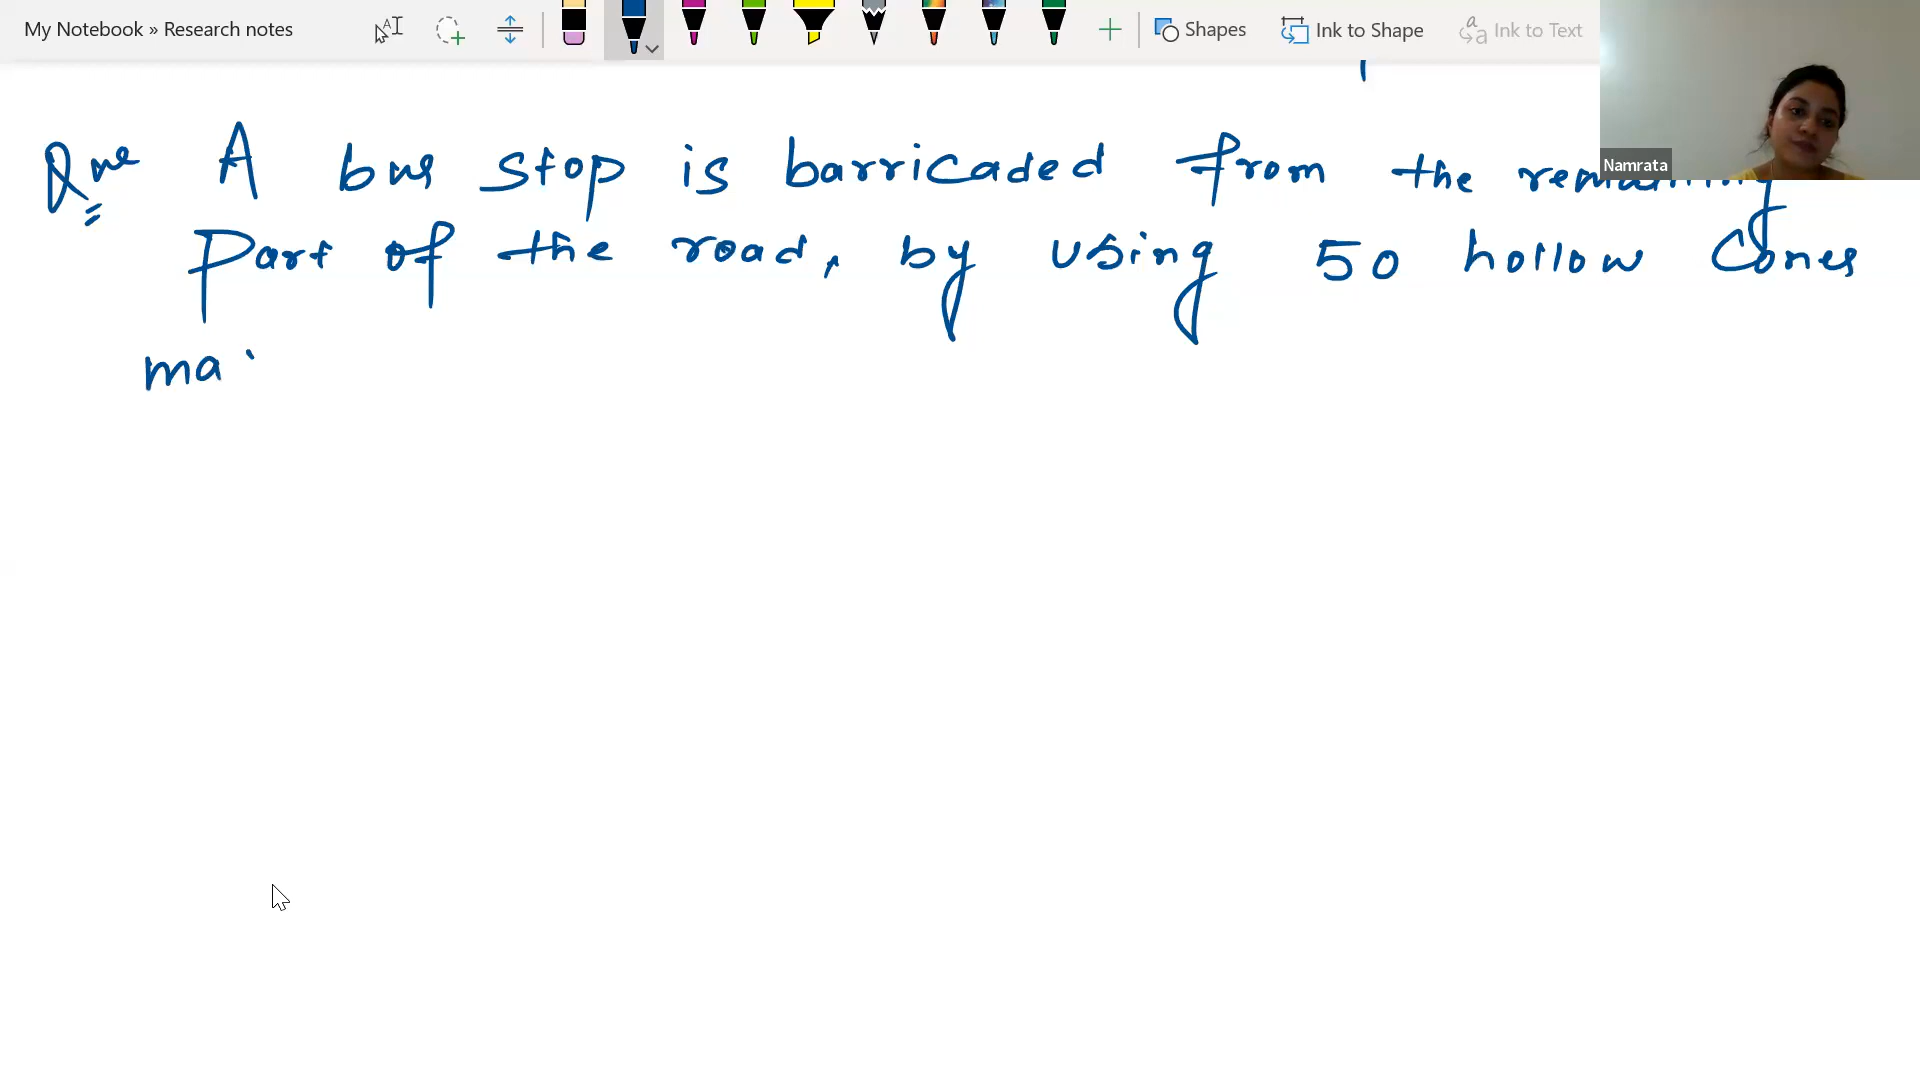 My Notebook » Research notes
Shapes
Ink to Shape
Ink to Text
Namrata
Que A bus stop is barricaded from the remaining
Part of the road, by using 50 hollow Cones
ma